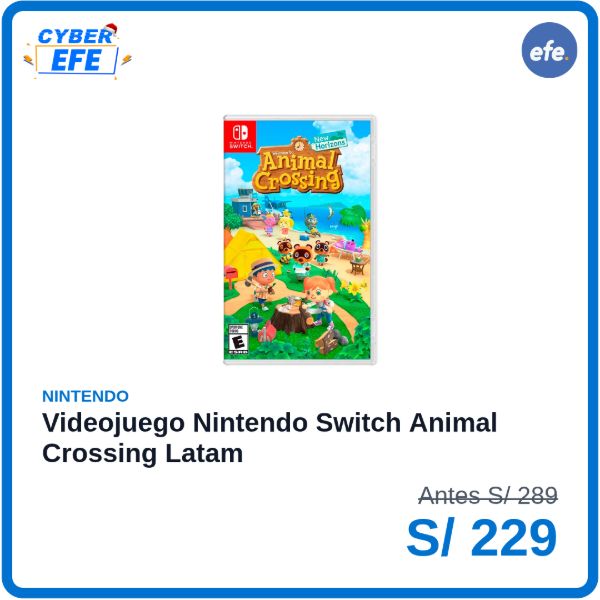 CYBER
EFE
efe.
NINTENDO
SWITCH
New
Horizons
Animal
Crossing
E
ESRB
NINTENDO
Videojuego Nintendo Switch Animal
Crossing Latam
Antes S/ 289
S/ 229